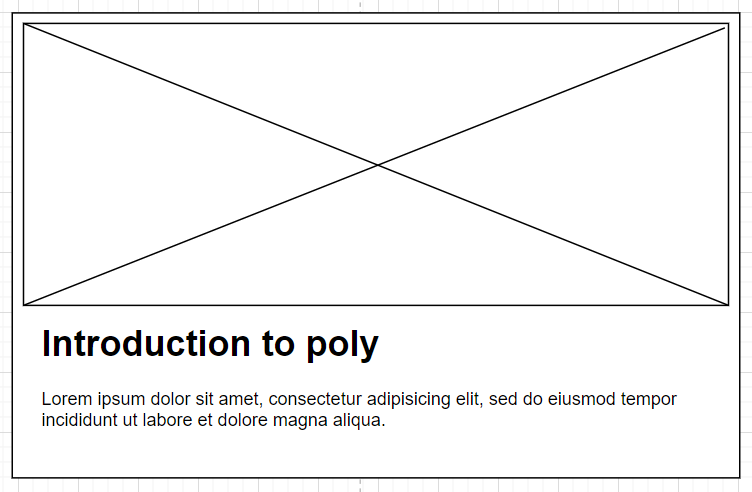 Introduction to poly
Lorem ipsum dolor sit amet, consectetur adipisicing elit, sed do eiusmod tempor
incididunt ut labore et dolore magna aliqua.